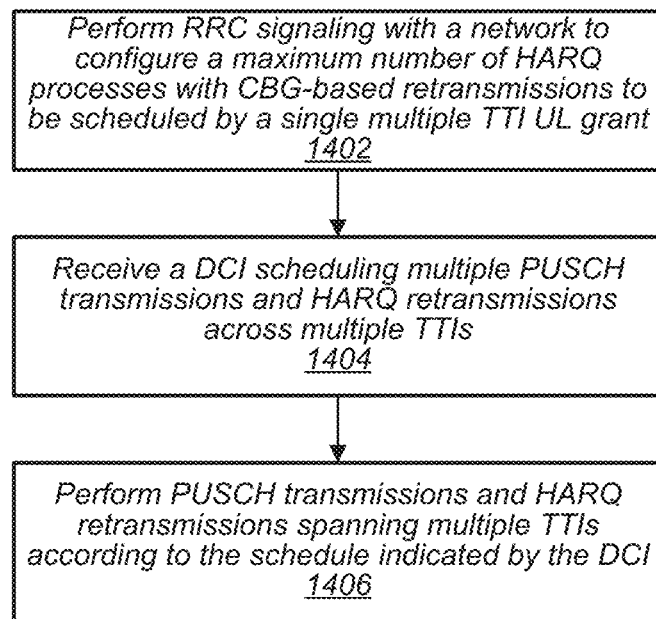 Perform RRC signaling with a network to
configure a maximum number of HARQ
processes with CBG-based retransmissions to
be scheduled by a single multiple TTI UL grant
1402
Receive a DCI scheduling multiple PUSCH
transmissions and HARQ retransmissions
across multiple TTIs
1404
Perform PUSCH transmissions and HARQ
retransmissions spanning multiple TTIs
according to the schedule indicated by the DCI
1406